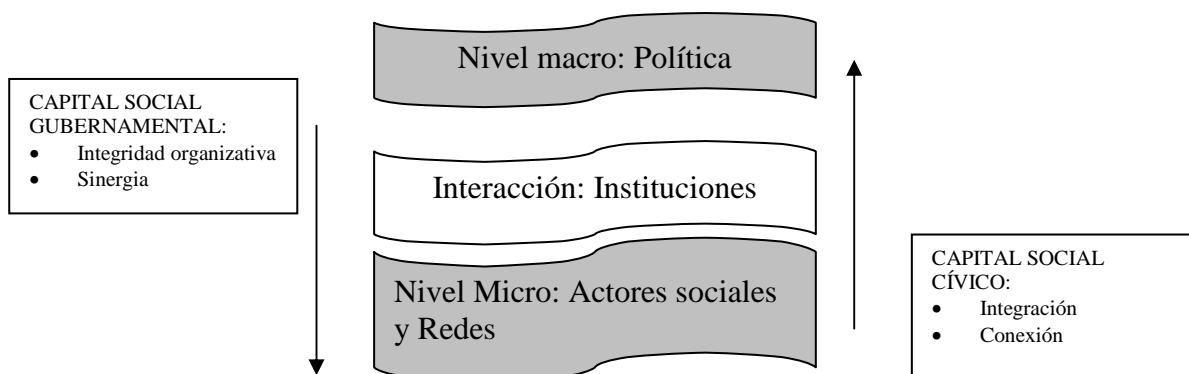 Nivel macro: Política
CAPITAL SOCIAL
GUBERNAMENTAL:
• Integridad organizativa
• Sinergia
Interacción: Instituciones
Nivel Micro: Actores sociales
y Redes
CAPITAL SOCIAL
CÍVICO:
• Integración
• Conexión